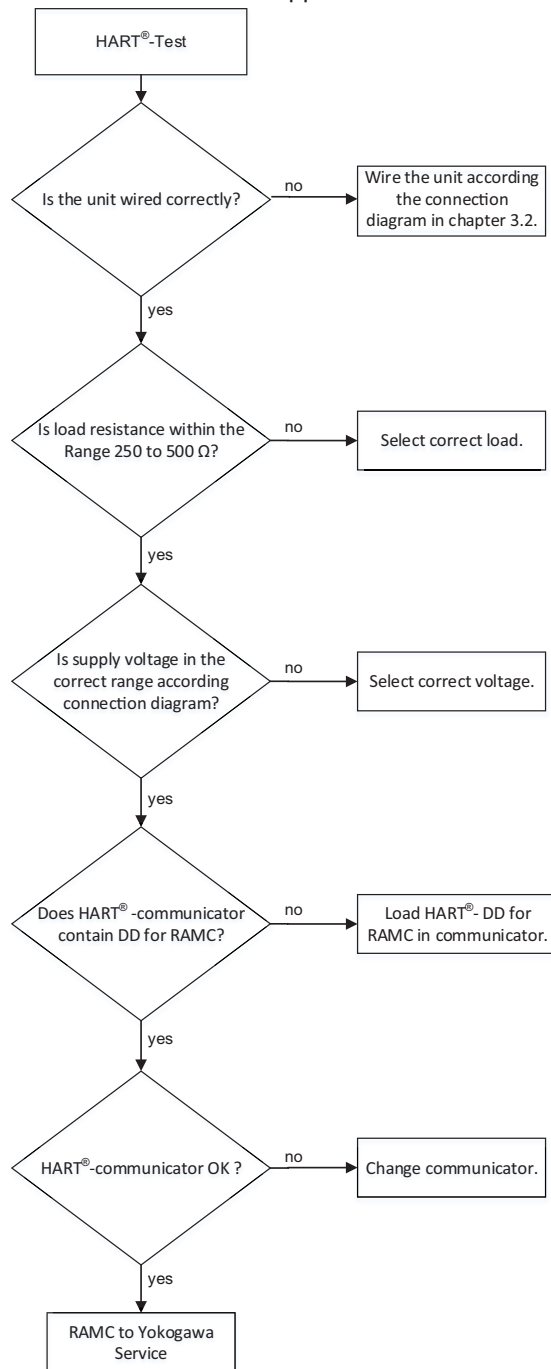 HART®-Test
Is the unit wired correctly?
no
Wire the unit according
the connection
diagram in chapter 3.2.
yes
Is load resistance within the
Range 250 to 500 Ω?
no
Select correct load.
yes
Is supply voltage in the
correct range according
connection diagram?
no
Select correct voltage.
yes
Does HART® -communicator
contain DD for RAMC?
no
Load HART®- DD for
RAMC in communicator.
yes
HART®-communicator OK ?
no
Change communicator.
yes
RAMC to Yokogawa
Service